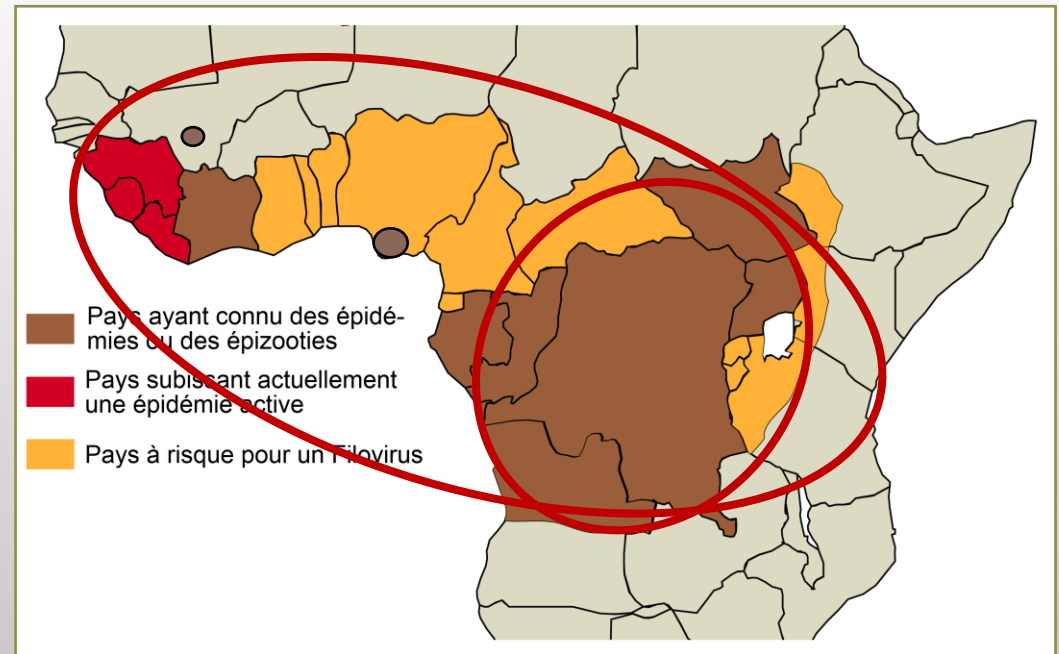 Pays ayant connu des épidé-
mies ou des épizooties
Pays subissant actuellement
une épidémie active
Pays à risque pour un Filovirus